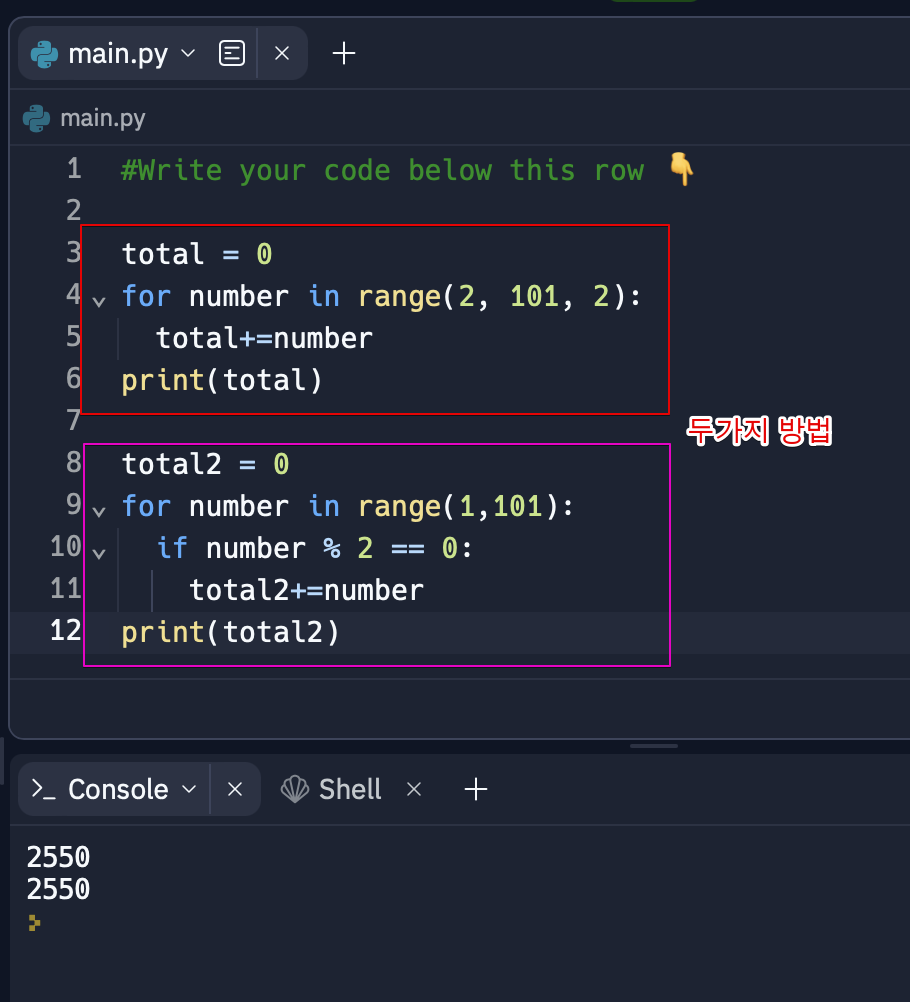 main.py
main.py
1 #Write your code below this row 👇
2
3 total = 0
4 for number in range(2, 101, 2):
5 total+=number
6 print(total)
7
두가지 방법
8 total2 = 0
9 for number in range(1,101):
10 if number % 2 == 0:
11 total2+=number
12 print(total2)
Console
Shell
2550
2550